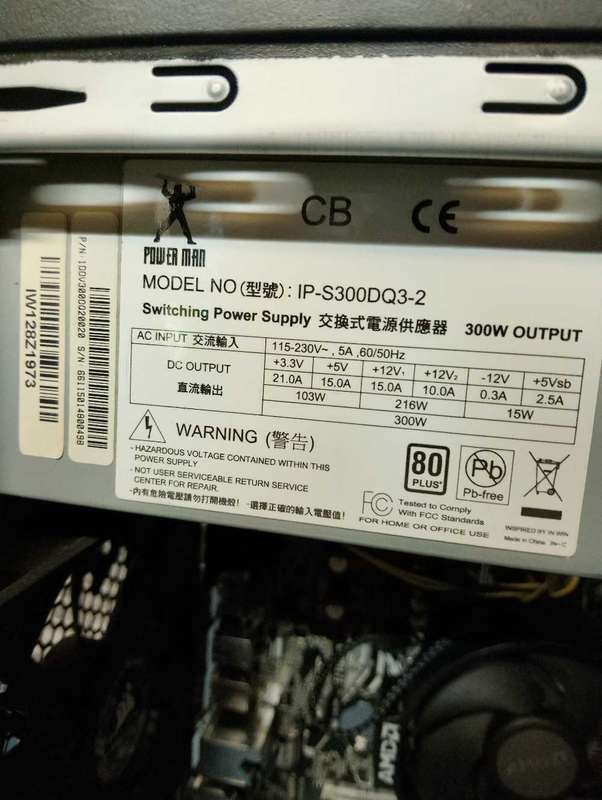 CB CE
POWER MAN
MODEL NO(型號): IP-S300DQ3-2
Switching Power Supply 交換式電源供應器 300W OUTPUT
AC INPUT 交流輸入 115-230V~ , 5A ,60/50Hz
DC OUTPUT 直流輸出 +3.3V +5V +12V₁ +12V₂ -12V +5Vsb
21.0A 15.0A 15.0A 10.0A 0.3A 2.5A
103W 216W 15W
300W
WARNING (警告)
- HAZARDOUS VOLTAGE CONTAINED WITHIN THIS
POWER SUPPLY
- NOT USER SERVICEABLE RETURN SERVICE
CENTER FOR REPAIR.
-內有危險電壓請勿打開機殼! -選擇正確的輸入電壓值!
80
PLUS
Pb
Pb-free
FC Tested to Comply
With FCC Standards
FOR HOME OR OFFICE USE
INSPIRED BY IN WIN
Made in China
IW128Z1973
AMD